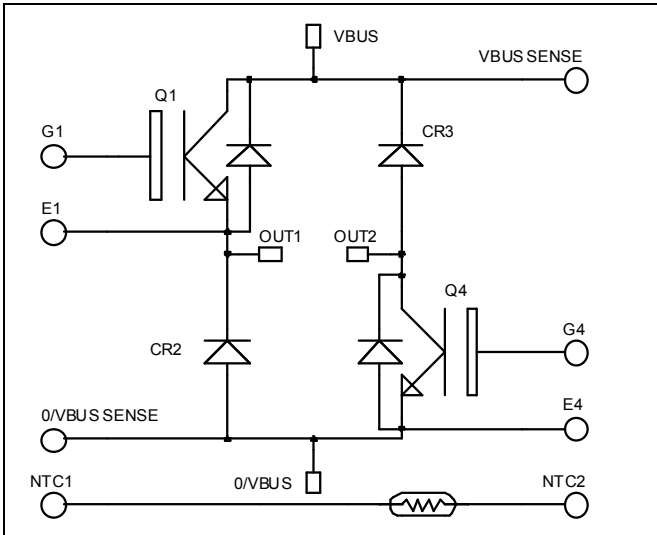 VBUS
VBUS SENSE
Q1
G1
CR3
E1
OUT1
OUT2
Q4
CR2
G4
E4
0/VBUS SENSE
NTC1
0/VBUS
NTC2